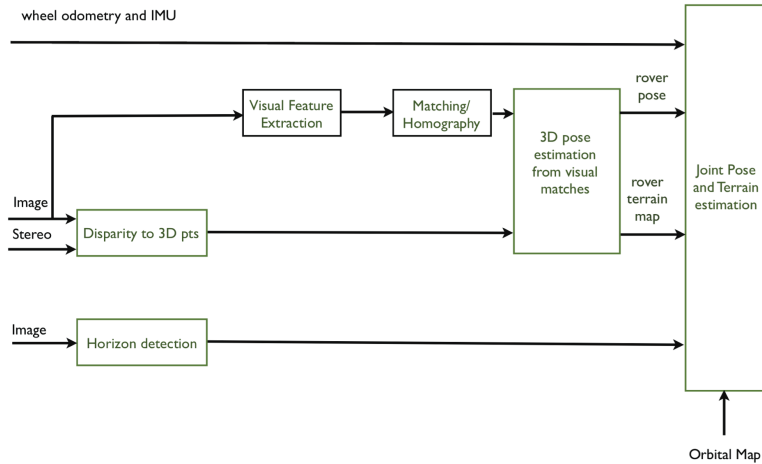 wheel odometry and IMU
Visual Feature
Extraction
Matching/
Homography
3D pose
estimation
from visual
matches
rover
pose
rover
terrain
map
Joint Pose
and Terrain
estimation
Image
Stereo
Disparity to 3D pts
Image
Horizon detection
Orbital Map